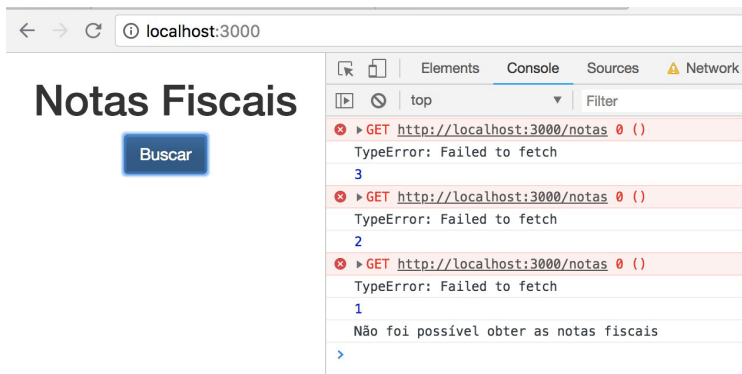 localhost:3000
Notas Fiscais
Buscar
Elements Console Sources Network
top Filter
GET http://localhost:3000/notas 0 ()
TypeError: Failed to fetch
3
GET http://localhost:3000/notas 0 ()
TypeError: Failed to fetch
2
GET http://localhost:3000/notas 0 ()
TypeError: Failed to fetch
1
Não foi possível obter as notas fiscais